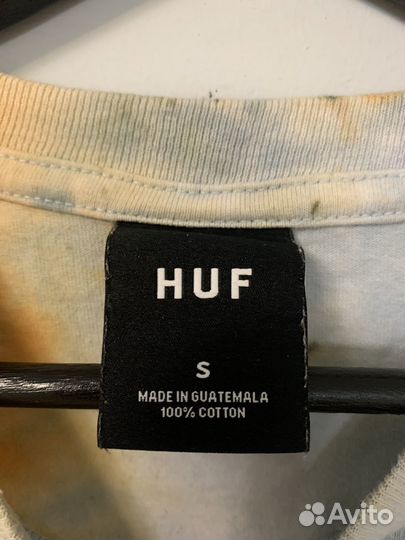 HUF
S
MADE IN GUATEMALA
100% COTTON
Avito